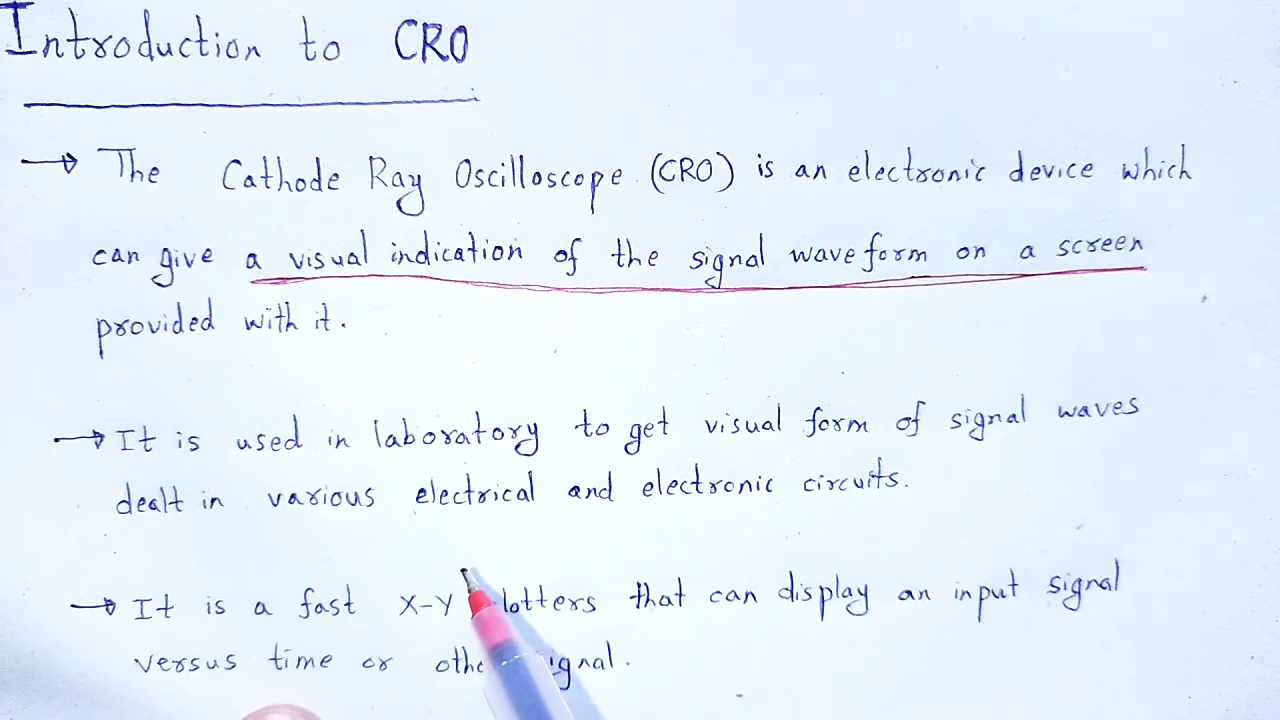 Introduction to CRO
→ The Cathode Ray Oscilloscope (CRO) is an electronic device which
can give a visual indication of the signal waveform on a screen
provided with it.
→ It is used in laboratory to get visual form of signal waves
dealt in various electrical and electronic circuits.
→ It is a fast X-Y lotters that can display an input signal
versus time or othe ignal.